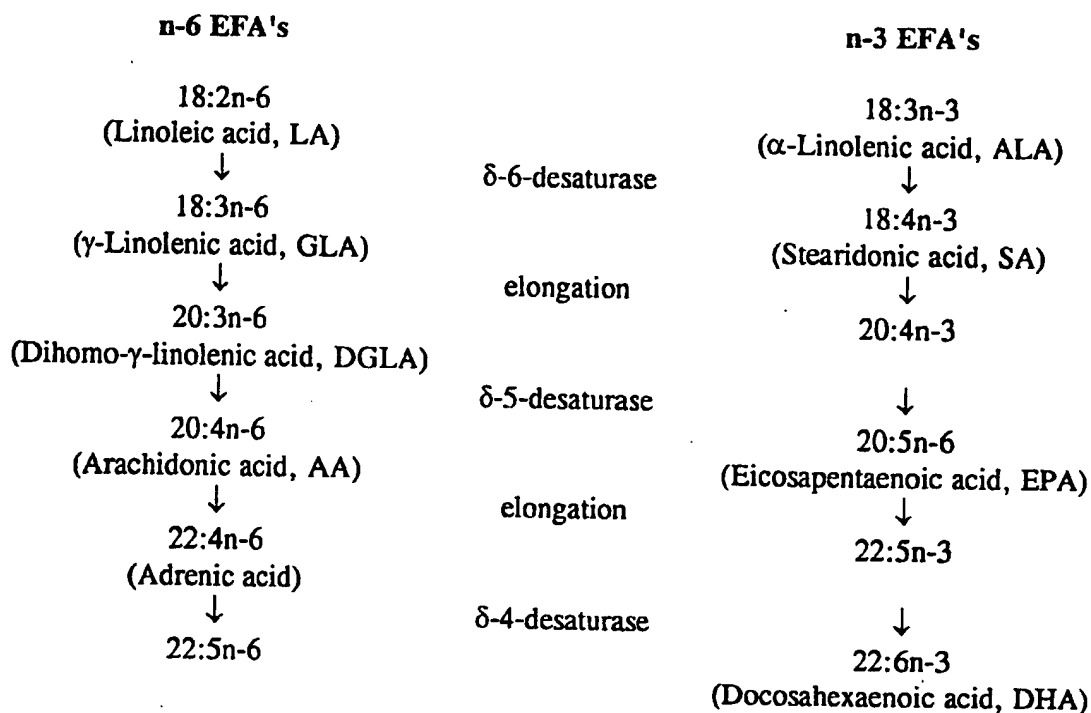 n-6 EFA's
18:2n-6
(Linoleic acid, LA)
↓
18:3n-6
(γ-Linolenic acid, GLA)
↓
20:3n-6
(Dihomo-γ-linolenic acid, DGLA)
↓
20:4n-6
(Arachidonic acid, AA)
↓
22:4n-6
(Adrenic acid)
↓
22:5n-6
δ-6-desaturase
elongation
δ-5-desaturase
elongation
δ-4-desaturase
n-3 EFA's
18:3n-3
(α-Linolenic acid, ALA)
↓
18:4n-3
(Stearidonic acid, SA)
↓
20:4n-3
↓
20:5n-6
(Eicosapentaenoic acid, EPA)
↓
22:5n-3
↓
22:6n-3
(Docosahexaenoic acid, DHA)